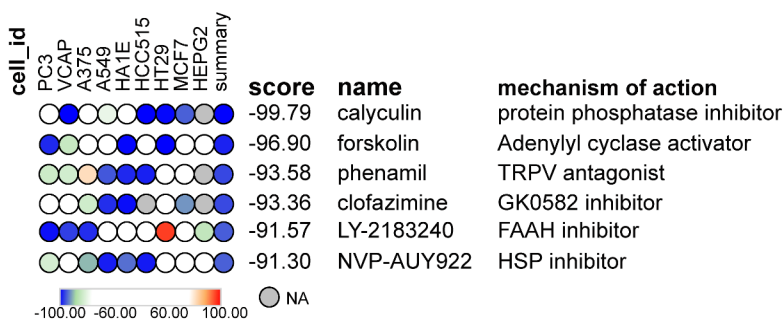 cell_id PC3 VCAP A375 A549 HA1E HCC515 HT29 MCF7 HEPG2 summary
score name mechanism of action
-99.79 calyculin protein phosphatase inhibitor
-96.90 forskolin Adenylyl cyclase activator
-93.58 phenamil TRPV antagonist
-93.36 clofazimine GK0582 inhibitor
-91.57 LY-2183240 FAAH inhibitor
-91.30 NVP-AUY922 HSP inhibitor
NA
-100.00 -60.00 60.00 100.00